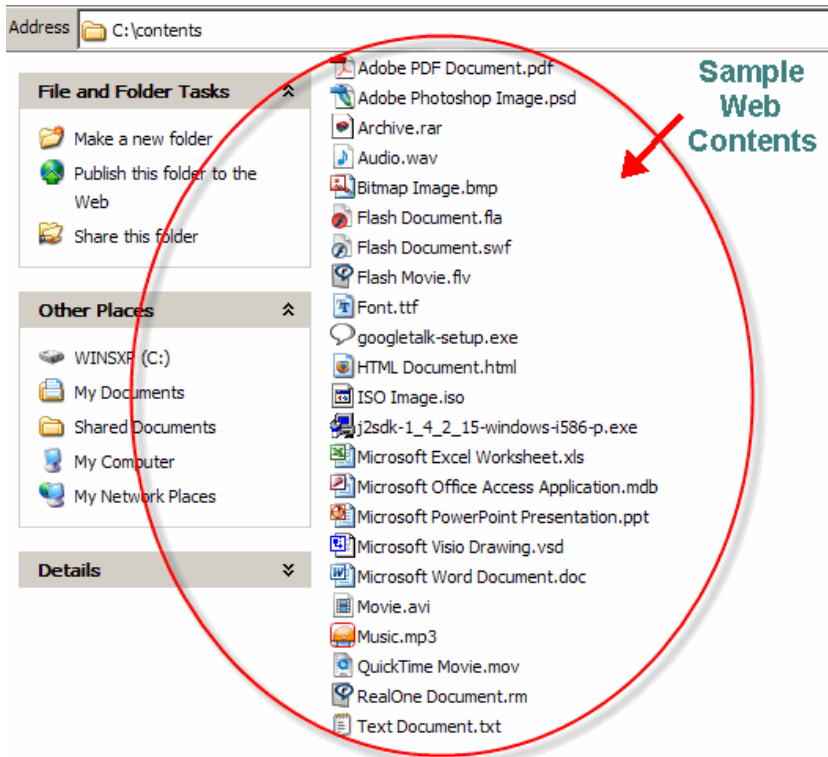 Address C:\contents
File and Folder Tasks
Make a new folder
Publish this folder to the
Web
Share this folder
Other Places
WINSXP (C:)
My Documents
Shared Documents
My Computer
My Network Places
Details
Adobe PDF Document.pdf
Adobe Photoshop Image.psd
Archive.rar
Audio.wav
Bitmap Image.bmp
Flash Document.fla
Flash Document.swf
Flash Movie.flv
Font.ttf
googletalk-setup.exe
HTML Document.html
ISO Image.iso
j2sdk-1_4_2_15-windows-i586-p.exe
Microsoft Excel Worksheet.xls
Microsoft Office Access Application.mdb
Microsoft PowerPoint Presentation.ppt
Microsoft Visio Drawing.vsd
Microsoft Word Document.doc
Movie.avi
Music.mp3
QuickTime Movie.mov
RealOne Document.rm
Text Document.txt
Sample
Web
Contents